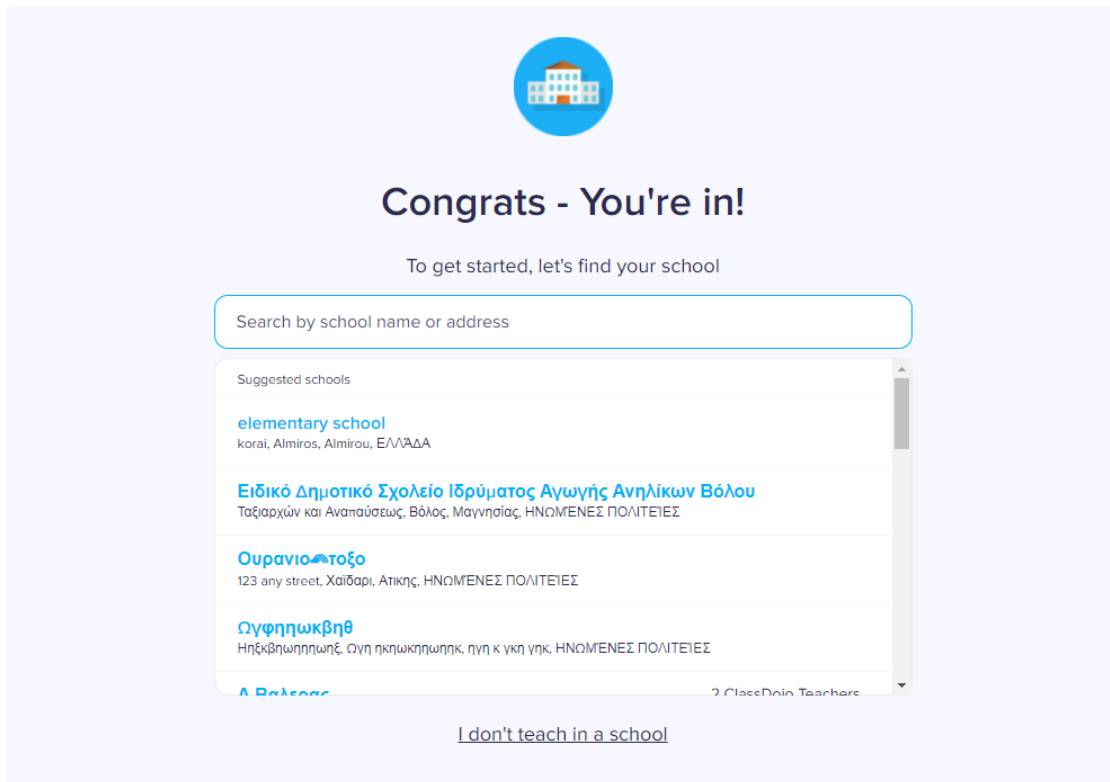 Congrats - You're in!
To get started, let's find your school
Search by school name or address
Suggested schools
elementary school
korai, Almiros, Almirou, ΕΛΛΆΔΑ
Ειδικό Δημοτικό Σχολείο Ιδρύματος Αγωγής Ανηλίκων Βόλου
Ταξιαρχών και Αναπαύσεως, Βόλος, Μαγνησίας, ΗΝΩΜΈΝΕΣ ΠΟΛΙΤΕΊΕΣ
Ουρανιο🌈τοξο
123 any street, Χαϊδαρι, Ατικης, ΗΝΩΜΈΝΕΣ ΠΟΛΙΤΕΊΕΣ
Ωγφηηωκβηθ
Ηηξκβηωηηηωηξ, Ωγη ηκηωκηηωηηκ, ηγη κ γκη γηκ, ΗΝΩΜΈΝΕΣ ΠΟΛΙΤΕΊΕΣ
Α Βαλερας 2 ClassDojo Teachers
I don't teach in a school